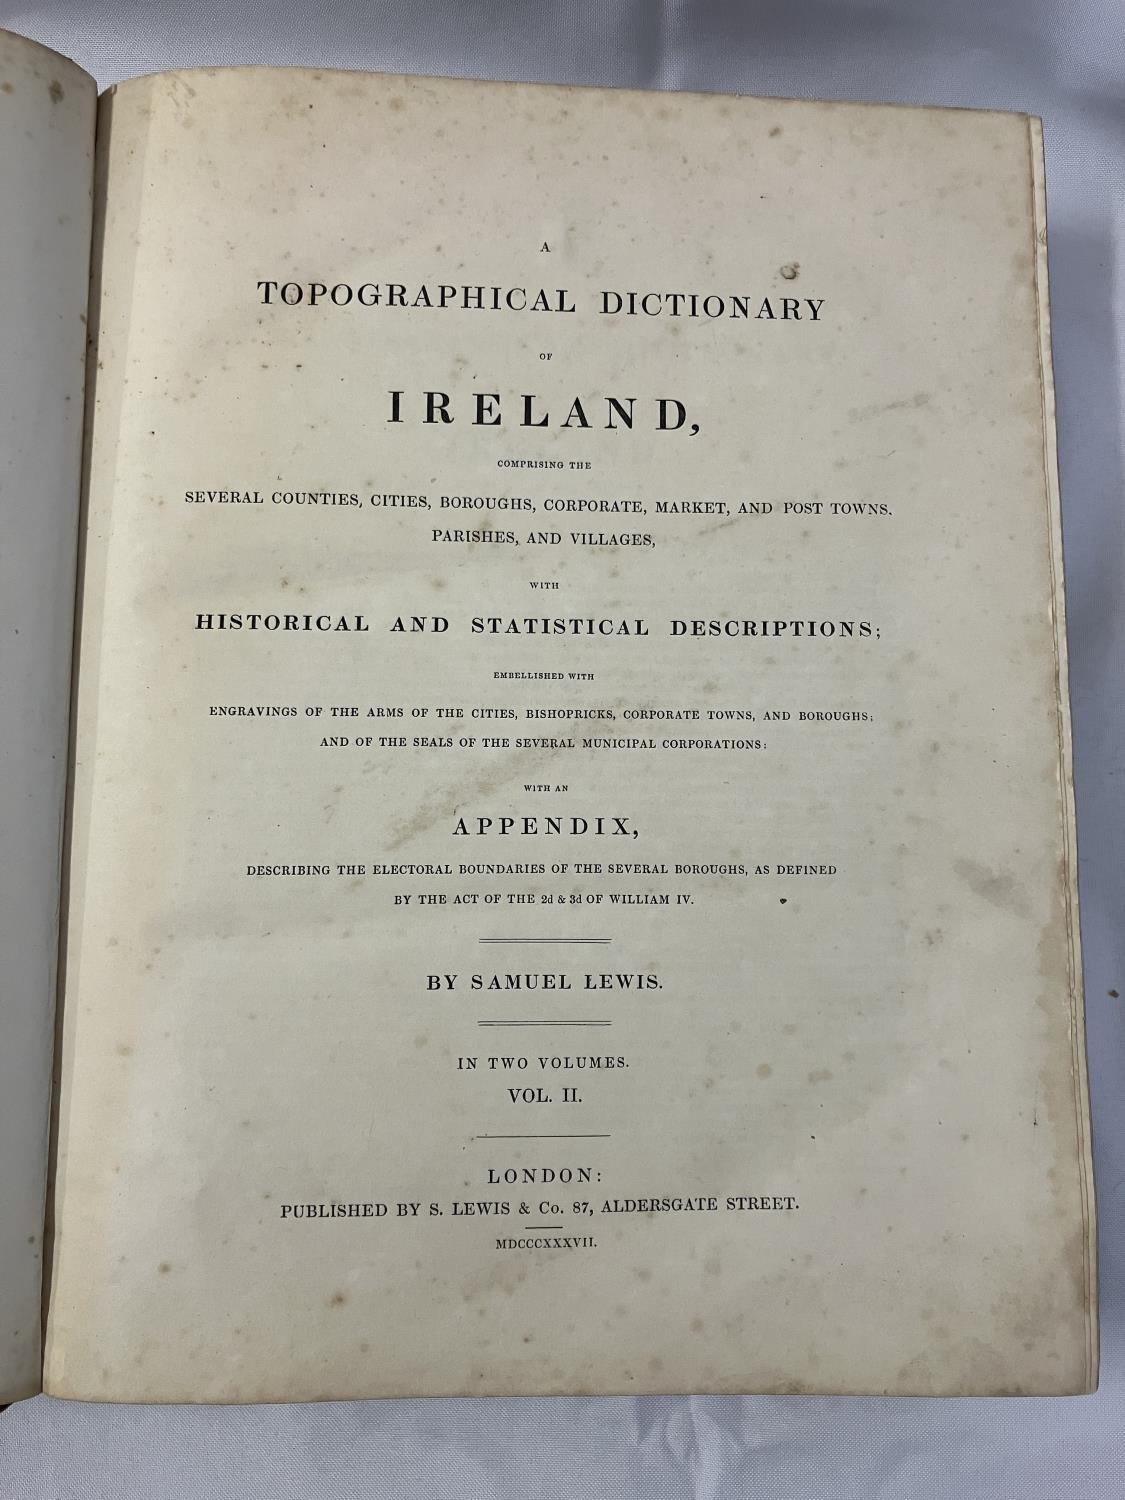 A
TOPOGRAPHICAL DICTIONARY
OF
IRELAND,
COMPRISING THE
SEVERAL COUNTIES, CITIES, BOROUGHS, CORPORATE, MARKET, AND POST TOWNS.
PARISHES, AND VILLAGES,
WITH
HISTORICAL AND STATISTICAL DESCRIPTIONS;
EMBELLISHED WITH
ENGRAVINGS OF THE ARMS OF THE CITIES, BISHOPRICKS, CORPORATE TOWNS, AND BOROUGHS;
AND OF THE SEALS OF THE SEVERAL MUNICIPAL CORPORATIONS:
WITH AN
APPENDIX,
DESCRIBING THE ELECTORAL BOUNDARIES OF THE SEVERAL BOROUGHS, AS DEFINED
BY THE ACT OF THE 2d & 3d OF WILLIAM IV.
BY SAMUEL LEWIS.
IN TWO VOLUMES.
VOL. II.
LONDON:
PUBLISHED BY S. LEWIS & Co. 87, ALDERSGATE STREET.
MDCCCXXXVII.